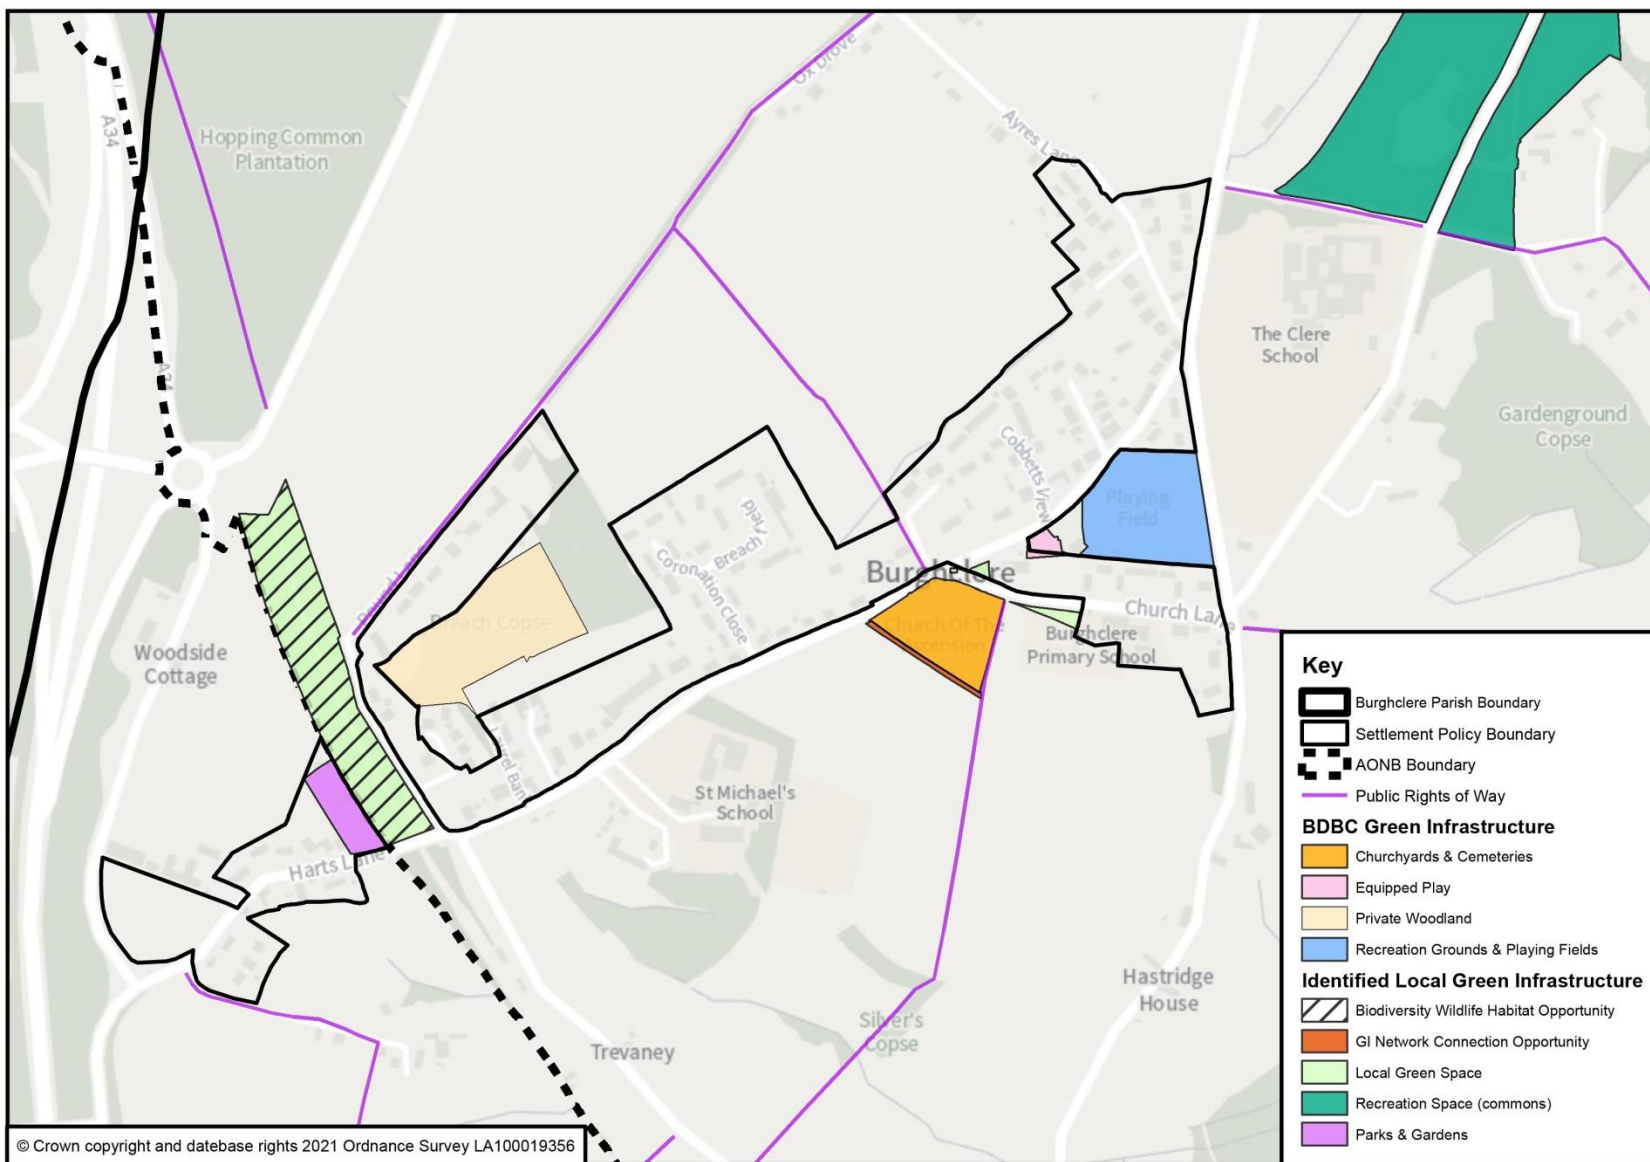 Ox Drove
A34
Hopping Common
Plantation
Ayres Lane
A34
The Clere
School
Gardenground
Copse
Cobbetts View
Playing
Field
Breach Field
Coronation Close
Burghclere
Church Lane
Breach Copse
Church Of The
Ascension
Burghclere
Primary School
Woodside
Cottage
Laurel Bank
St Michael's
School
Harts Lane
Hastridge
House
Silver's
Copse
Trevaney
Key
Burghclere Parish Boundary
Settlement Policy Boundary
AONB Boundary
Public Rights of Way
BDBC Green Infrastructure
Churchyards & Cemeteries
Equipped Play
Private Woodland
Recreation Grounds & Playing Fields
Identified Local Green Infrastructure
Biodiversity Wildlife Habitat Opportunity
GI Network Connection Opportunity
Local Green Space
Recreation Space (commons)
Parks & Gardens
© Crown copyright and datebase rights 2021 Ordnance Survey LA100019356